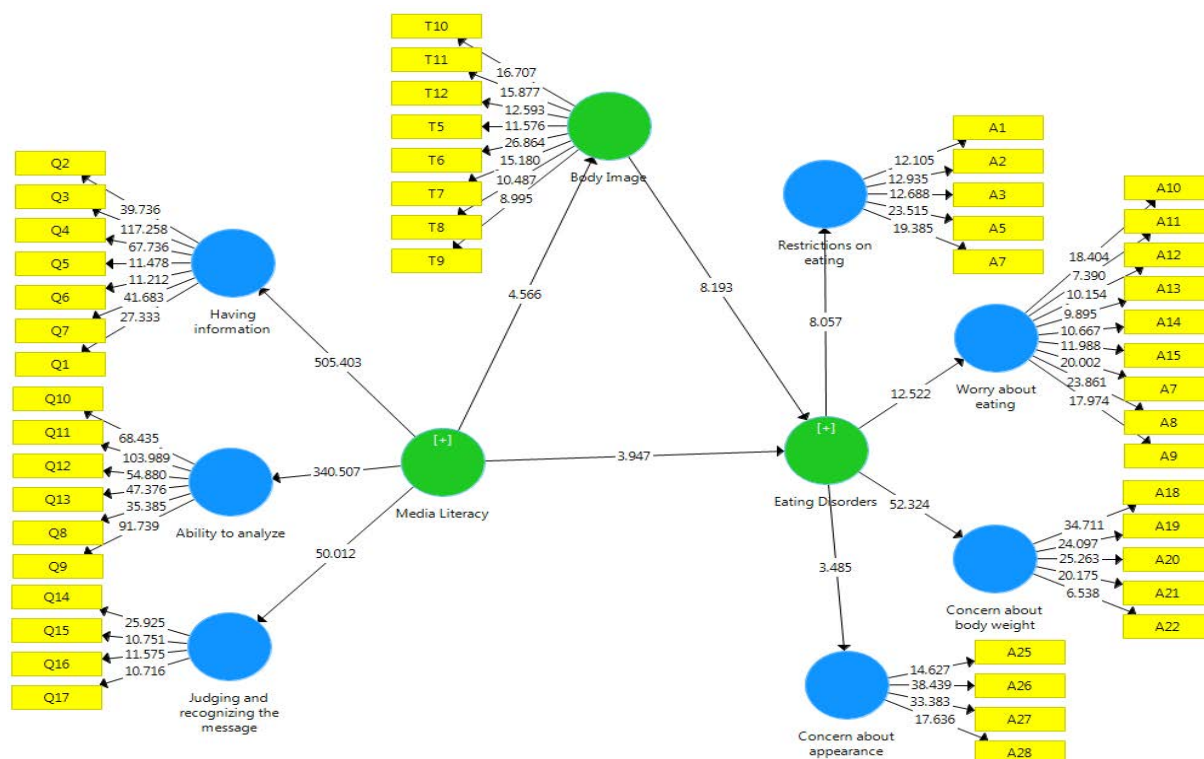 T10
T11
T12
T5
T6
T7
T8
T9
16.707
15.877
12.593
11.576
26.864
15.180
10.487
8.995
Body Image
Q2
Q3
Q4
Q5
Q6
Q7
Q1
39.736
117.258
67.736
11.478
11.212
41.683
27.333
Having
information
Q10
Q11
Q12
Q13
Q8
Q9
68.435
103.989
54.880
47.376
35.385
91.739
Ability to analyze
Q14
Q15
Q16
Q17
25.925
10.751
11.575
10.716
Judging and
recognizing the
message
505.403
340.507
50.012
[+]
Media Literacy
4.566
8.193
3.947
[+]
Eating Disorders
8.057
12.522
52.324
3.485
Restrictions on
eating
12.105
12.935
12.688
23.515
19.385
A1
A2
A3
A5
A7
Worry about
eating
18.404
7.390
10.154
9.895
10.667
11.988
20.002
23.861
17.974
A10
A11
A12
A13
A14
A15
A7
A8
A9
Concern about
body weight
34.711
24.097
25.263
20.175
6.538
A18
A19
A20
A21
A22
Concern about
appearance
14.627
38.439
33.383
17.636
A25
A26
A27
A28